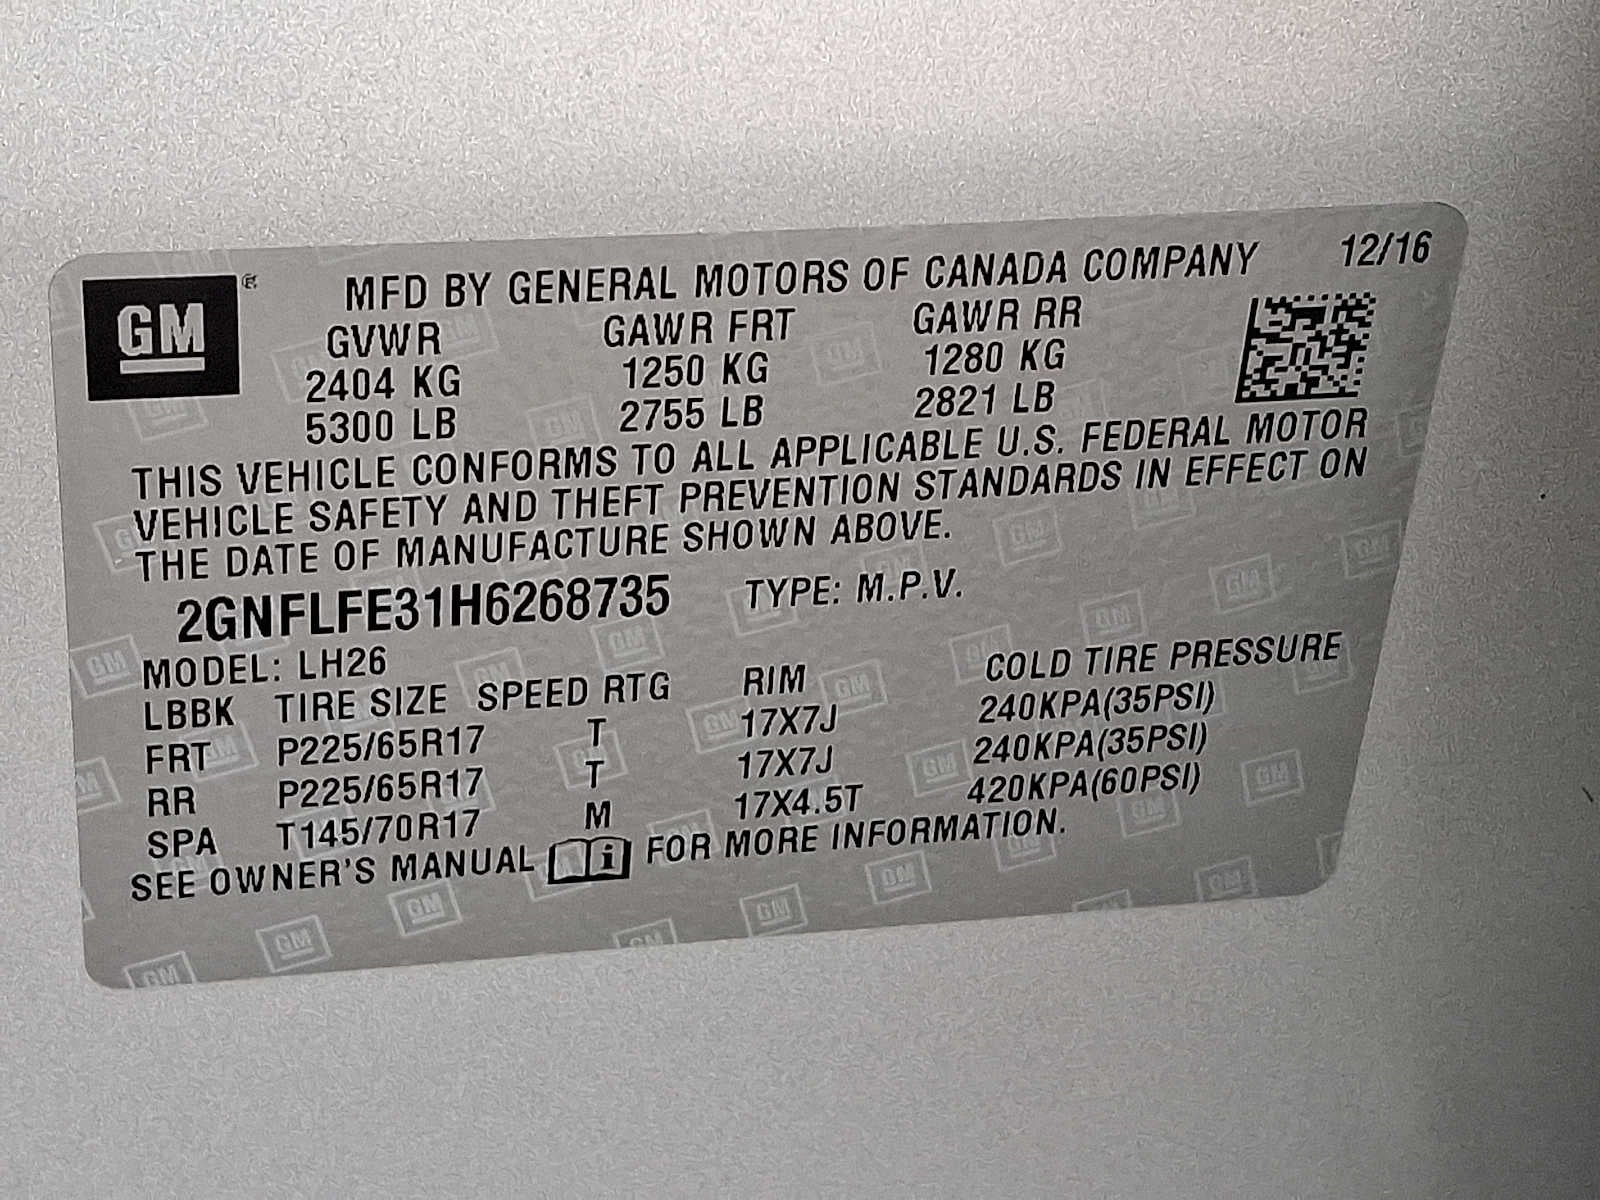 GM ® MFD BY GENERAL MOTORS OF CANADA COMPANY 12/16
GVWR GAWR FRT GAWR RR
2404 KG 1250 KG 1280 KG
5300 LB 2755 LB 2821 LB
THIS VEHICLE CONFORMS TO ALL APPLICABLE U.S. FEDERAL MOTOR
VEHICLE SAFETY AND THEFT PREVENTION STANDARDS IN EFFECT ON
THE DATE OF MANUFACTURE SHOWN ABOVE.
2GNFLFE31H6268735 TYPE: M.P.V.
MODEL: LH26
LBBK TIRE SIZE SPEED RTG RIM COLD TIRE PRESSURE
FRT P225/65R17 T 17X7J 240KPA(35PSI)
RR P225/65R17 T 17X7J 240KPA(35PSI)
SPA T145/70R17 M 17X4.5T 420KPA(60PSI)
SEE OWNER'S MANUAL i FOR MORE INFORMATION.